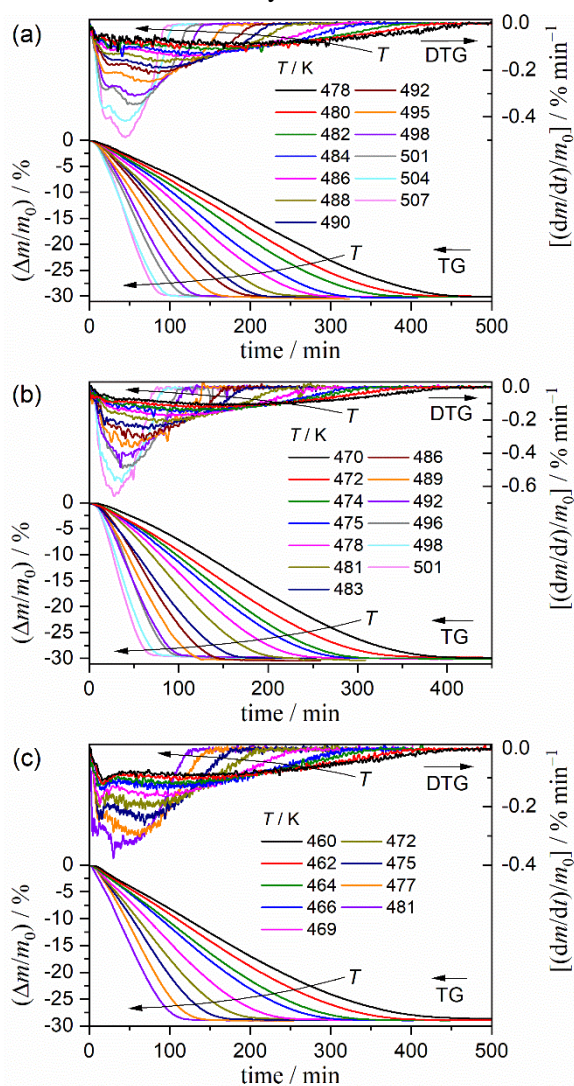 (a)
0.0
−0.2
−0.4
[(dm/dt)/m0] / % min−1
T
DTG
T / K
478 492
480 495
482 498
484 501
486 504
488 507
490
0
-5
-10
-15
-20
-25
-30
(Δm/m0) / %
T
TG
0 100 200 300 400 500
time / min
(b)
0.0
−0.2
−0.4
−0.6
[(dm/dt)/m0] / % min−1
T
DTG
T / K
470 486
472 489
474 492
475 496
478 498
481 501
483
0
-5
-10
-15
-20
-25
-30
(Δm/m0) / %
T
TG
0 100 200 300 400
time / min
(c)
0.0
−0.2
−0.4
[(dm/dt)/m0] / % min−1
T
DTG
T / K
460 472
462 475
464 477
466 481
469
0
-5
-10
-15
-20
-25
-30
(Δm/m0) / %
T
TG
0 100 200 300 400 500
time / min